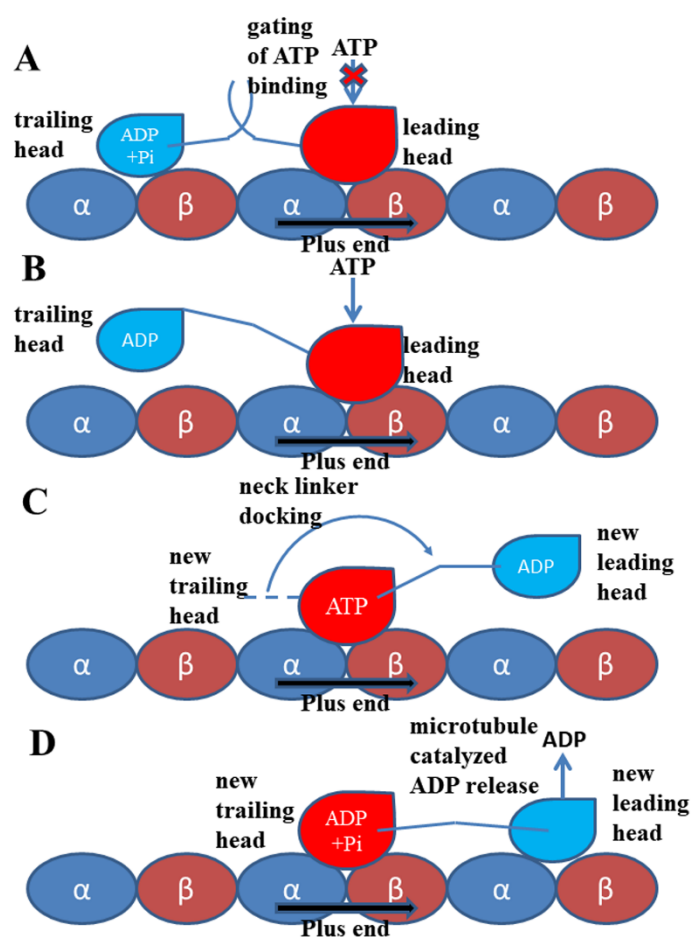 A
gating
of ATP
binding
ATP
trailing
head
ADP
+Pi
leading
head
α β α β α β
Plus end
B
ATP
trailing
head
ADP
leading
head
α β α β α β
Plus end
C
neck linker
docking
new
trailing
head
ATP
ADP
new
leading
head
α β α β α β
Plus end
D
microtubule
catalyzed
ADP release
ADP
new
trailing
head
ADP
+Pi
new
leading
head
α β α β α β
Plus end